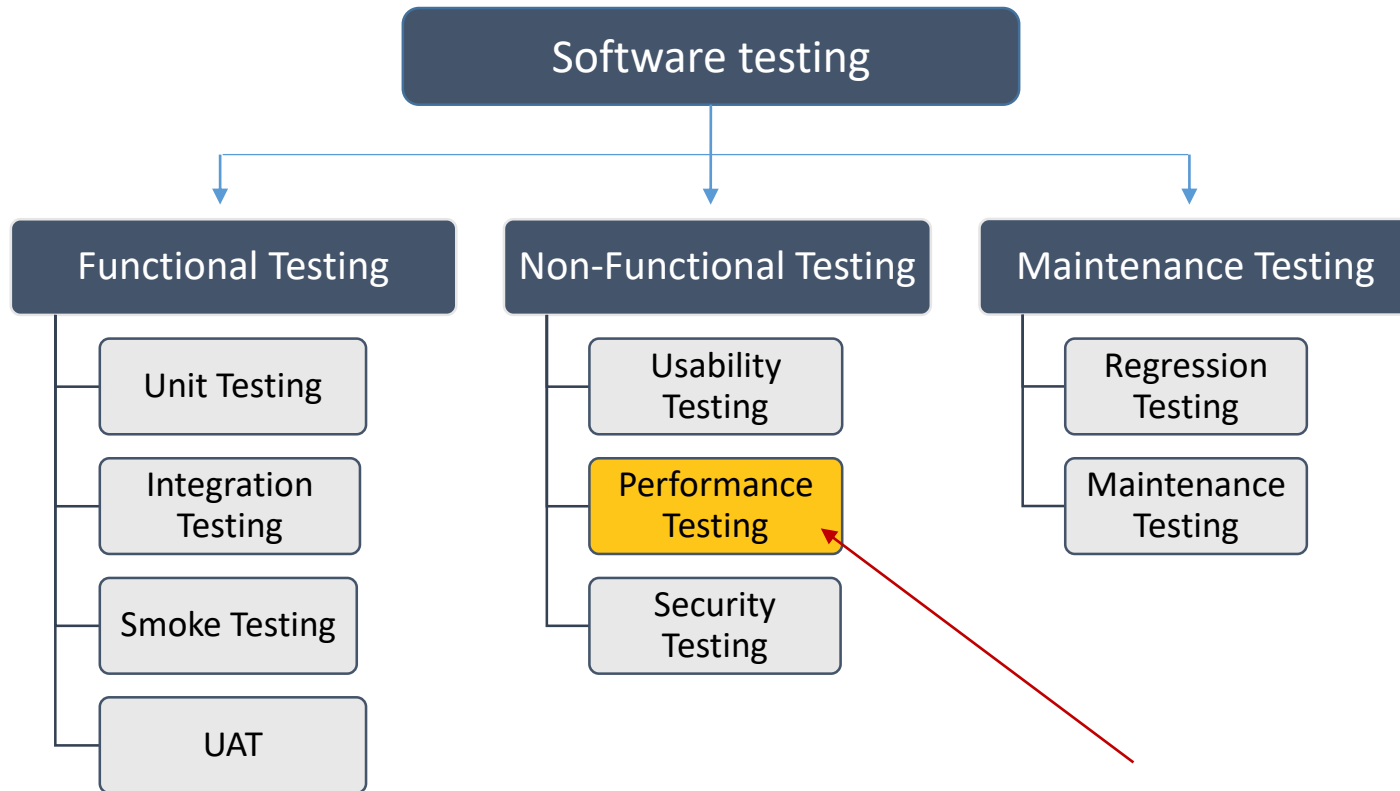 Software testing
Functional Testing
Unit Testing
Integration
Testing
Smoke Testing
UAT
Non-Functional Testing
Usability
Testing
Performance
Testing
Security
Testing
Maintenance Testing
Regression
Testing
Maintenance
Testing